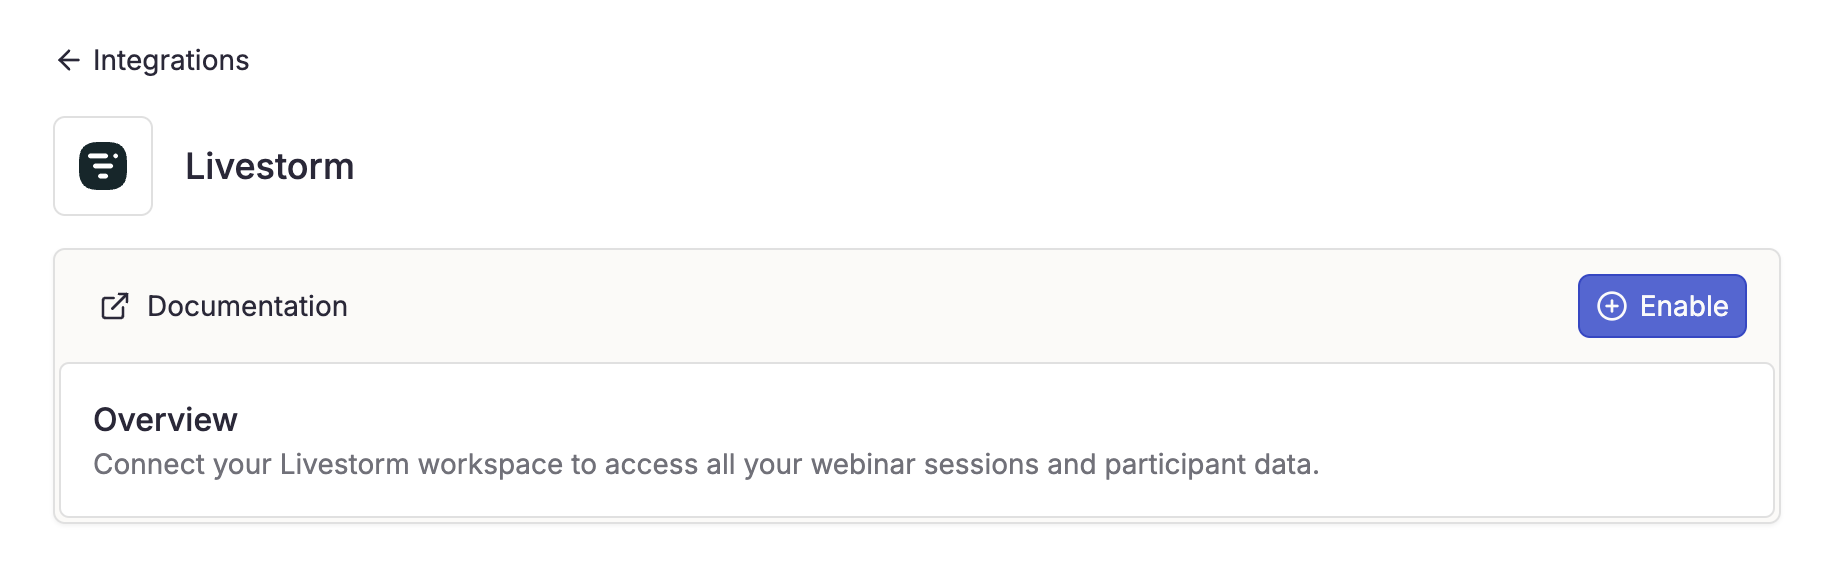 Integrations
Livestorm
Documentation
Enable
Overview
Connect your Livestorm workspace to access all your webinar sessions and participant data.